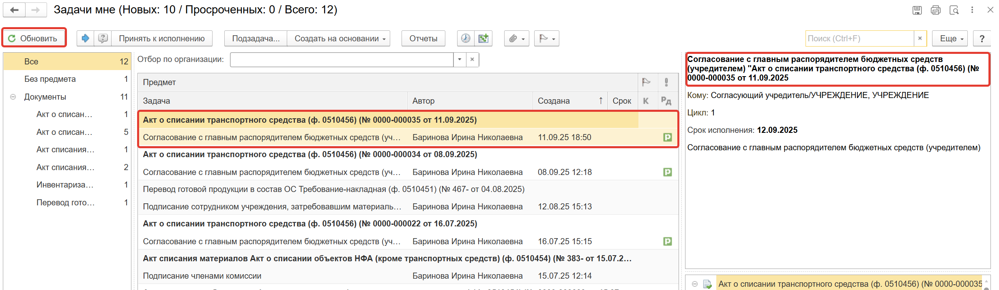 Задачи мне (Новых: 10 / Просроченных: 0 / Всего: 12)
Обновить
Принять к исполнению
Подзадача...
Создать на основании
Отчеты
Поиск (Ctrl+F)
×
Еще
?
Все 12
Без предмета 1
Документы 11
Акт о списан... 1
Акт о списан... 5
Акт списания... 1
Акт списания... 2
Инвентариза... 1
Перевод гото... 1
Отбор по организации:
Предмет
Задача Автор Создана ↑ Срок К Рд
Акт о списании транспортного средства (ф. 0510456) (№ 0000-000035 от 11.09.2025)
Согласование с главным распорядителем бюджетных средств (уч... Баринова Ирина Николаевна 11.09.25 18:50 P
Акт о списании транспортного средства (ф. 0510456) (№ 0000-000034 от 08.09.2025)
Согласование с главным распорядителем бюджетных средств (уч... Баринова Ирина Николаевна 08.09.25 12:18 P
Перевод готовой продукции в состав ОС Требование-накладная (ф. 0510451) (№ 467- от 04.08.2025)
Подписание сотрудником учреждения, затребовавшим материаль... Баринова Ирина Николаевна 12.08.25 15:13
Акт о списании транспортного средства (ф. 0510456) (№ 0000-000022 от 16.07.2025)
Согласование с главным распорядителем бюджетных средств (уч... Баринова Ирина Николаевна 16.07.25 15:15 P
Акт списания материалов Акт о списании объектов НФА (кроме транспортных средств) (ф. 0510454) (№ 383- от 15.07.2...
Подписание членами комиссии Баринова Ирина Николаевна 15.07.25 12:14
Согласование с главным распорядителем бюджетных средств
(учредителем) "Акт о списании транспортного средства (ф. 0510456) (№
0000-000035 от 11.09.2025
Кому: Согласующий учредитель/УЧРЕЖДЕНИЕ, УЧРЕЖДЕНИЕ
Цикл: 1
Срок исполнения: 12.09.2025
Согласование с главным распорядителем бюджетных средств (учредителем)
Акт о списании транспортного средства (ф. 0510456) (№ 0000-000035